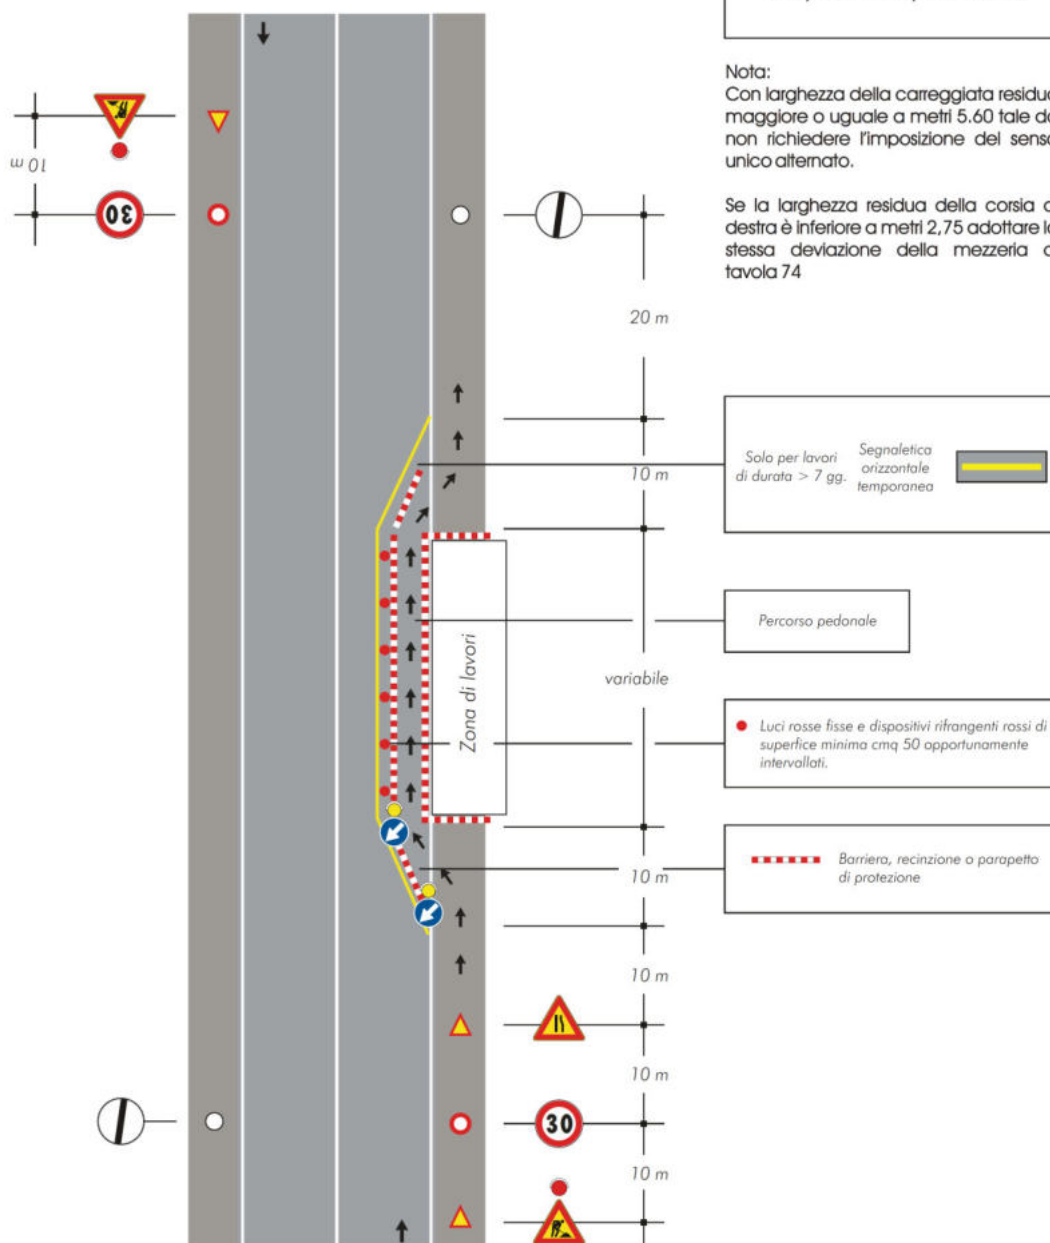 Nota:
Con larghezza della carreggiata residua
maggiore o uguale a metri 5.60 tale da
non richiedere l'imposizione del senso
unico alternato.
Se la larghezza residua della corsia
destra è inferiore a metri 2,75 adottare la
stessa deviazione della mezzeria
tavola 74
10 m
30
20 m
10 m
Solo per lavori
di durata > 7 gg.
Segnaletica
orizzontale
temporanea
Percorso pedonale
Zona di lavori
variabile
Luci rosse fisse e dispositivi rifrangenti rossi di
superfice minima cmq 50 opportunamente
intervallati.
Barriera, recinzione o parapetto
di protezione
10 m
10 m
10 m
30
10 m